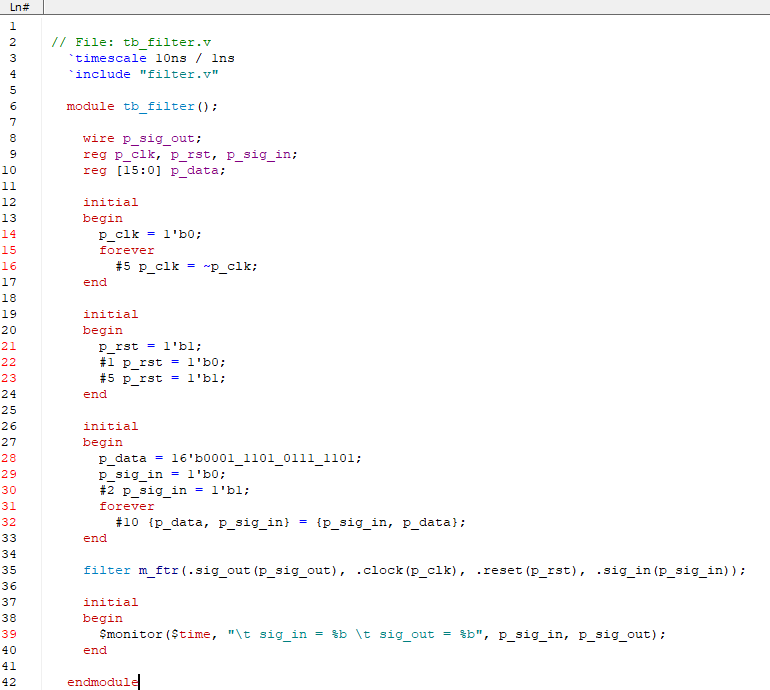 Ln#
1
2 // File: tb_filter.v
3 `timescale 10ns / 1ns
4 `include "filter.v"
5
6 module tb_filter();
7
8 wire p_sig_out;
9 reg p_clk, p_rst, p_sig_in;
10 reg [15:0] p_data;
11
12 initial
13 begin
14 p_clk = 1'b0;
15 forever
16 #5 p_clk = ~p_clk;
17 end
18
19 initial
20 begin
21 p_rst = 1'b1;
22 #1 p_rst = 1'b0;
23 #5 p_rst = 1'b1;
24 end
25
26 initial
27 begin
28 p_data = 16'b0001_1101_0111_1101;
29 p_sig_in = 1'b0;
30 #2 p_sig_in = 1'b1;
31 forever
32 #10 {p_data, p_sig_in} = {p_sig_in, p_data};
33 end
34
35 filter m_ftr(.sig_out(p_sig_out), .clock(p_clk), .reset(p_rst), .sig_in(p_sig_in));
36
37 initial
38 begin
39 $monitor($time, "\t sig_in = %b \t sig_out = %b", p_sig_in, p_sig_out);
40 end
41
42 endmodule